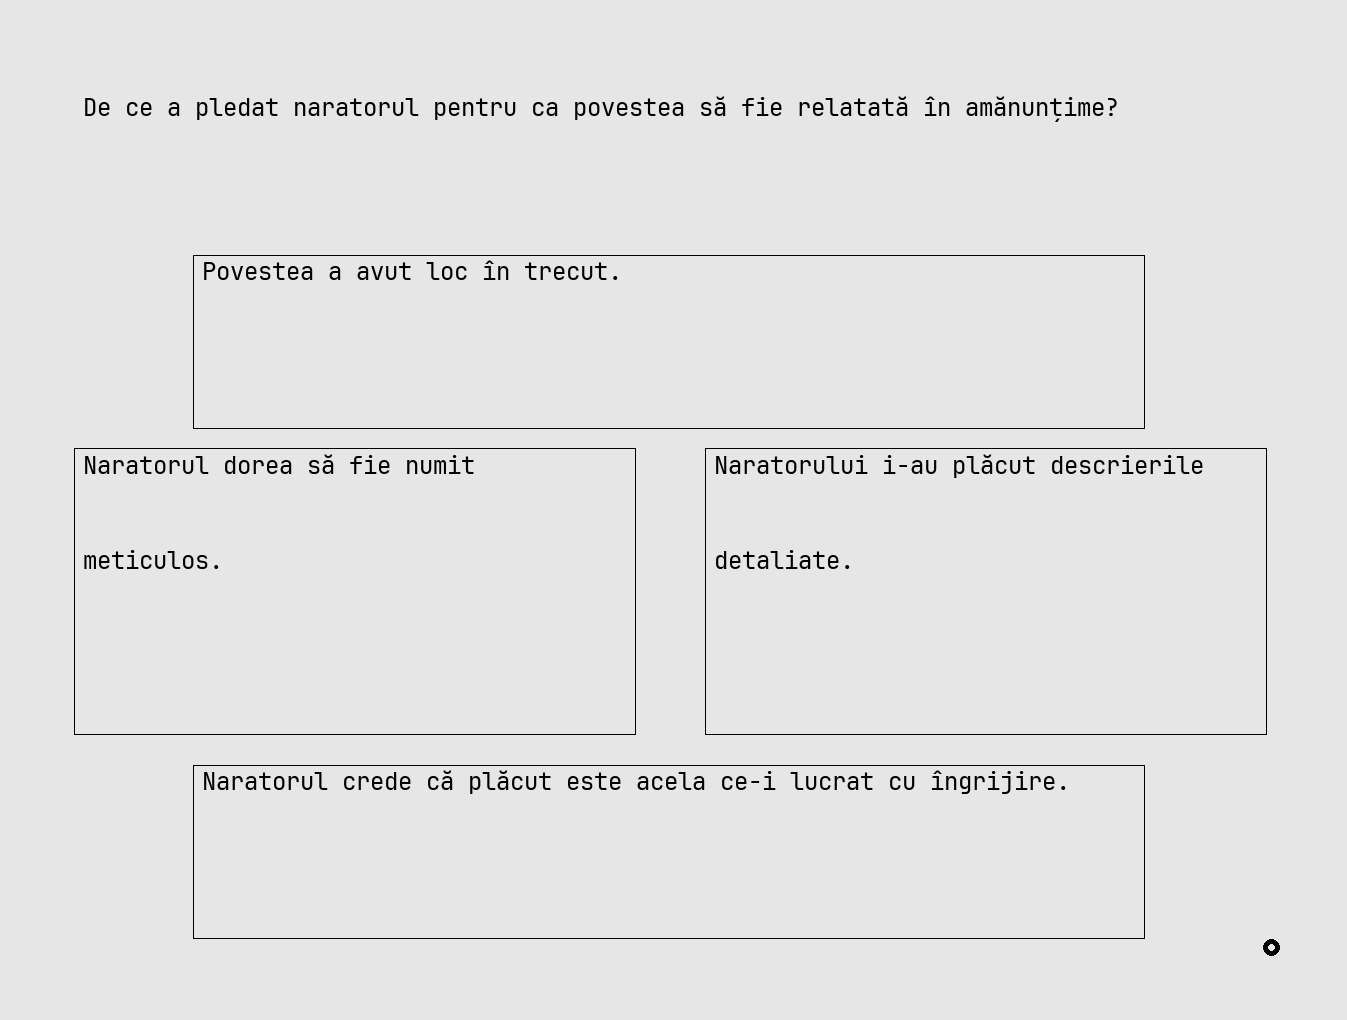 De ce a pledat naratorul pentru ca povestea să fie relatată în amănunțime?
Povestea a avut loc în trecut.
Naratorul dorea să fie numit
meticulos.
Naratorului i-au plăcut descrierile
detaliate.
Naratorul crede că plăcut este acela ce-i lucrat cu îngrijire.